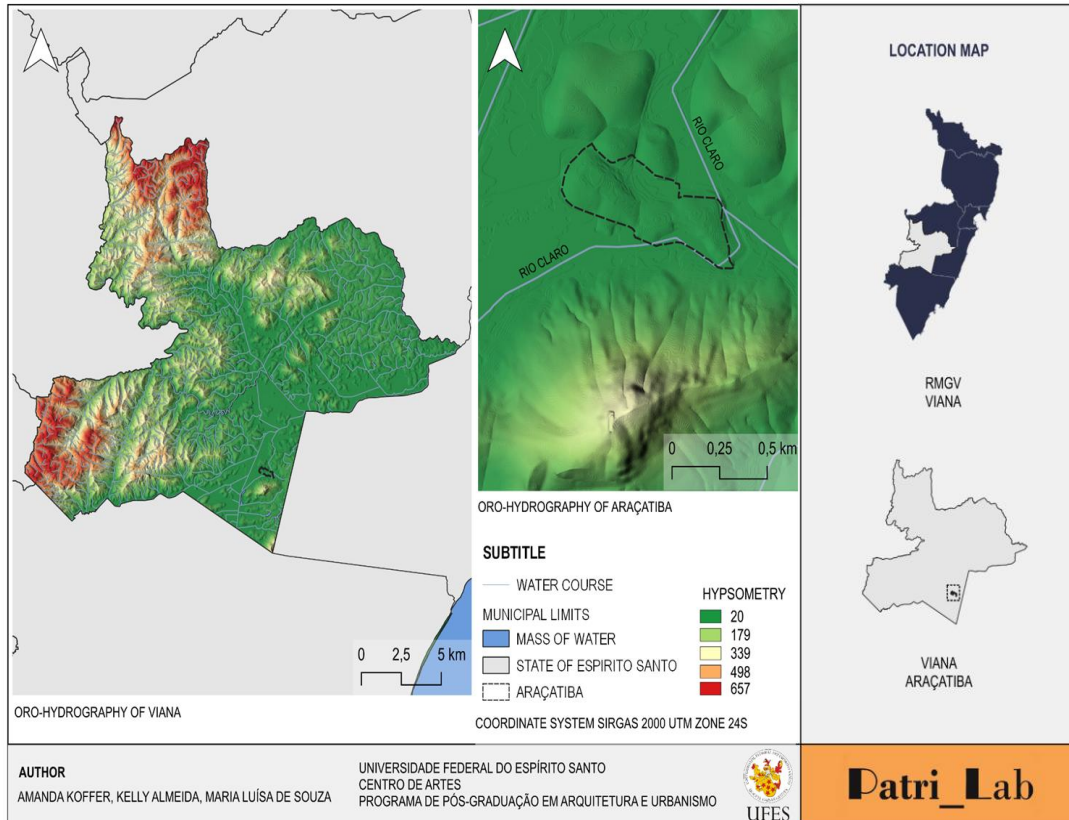 0 2,5 5 km
ORO-HYDROGRAPHY OF VIANA
RIO CLARO
RIO CLARO
0 0,25 0,5 km
ORO-HYDROGRAPHY OF ARAÇATIBA
SUBTITLE
WATER COURSE
MUNICIPAL LIMITS
MASS OF WATER
STATE OF ESPIRITO SANTO
ARAÇATIBA
HYPSOMETRY
20
179
339
498
657
COORDINATE SYSTEM SIRGAS 2000 UTM ZONE 24S
LOCATION MAP
RMGV
VIANA
VIANA
ARAÇATIBA
AUTHOR
AMANDA KOFFER, KELLY ALMEIDA, MARIA LUÍSA DE SOUZA
UNIVERSIDADE FEDERAL DO ESPÍRITO SANTO
CENTRO DE ARTES
PROGRAMA DE PÓS-GRADUAÇÃO EM ARQUITETURA E URBANISMO
UFES
Patri_Lab